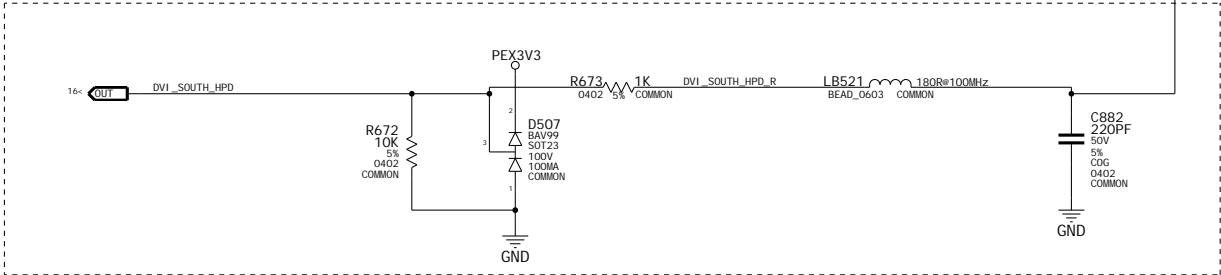 PEX3V3
16< OUT DVI_SOUTH_HPD
R673 1K
0402 5% COMMON
DVI_SOUTH_HPD_R
LB521 180R@100MHz
BEAD_0603 COMMON
R672
10K
5%
0402
COMMON
2
3
1
D507
BAV99
SOT23
100V
100MA
COMMON
C882
220PF
50V
5%
COG
0402
COMMON
GND
GND